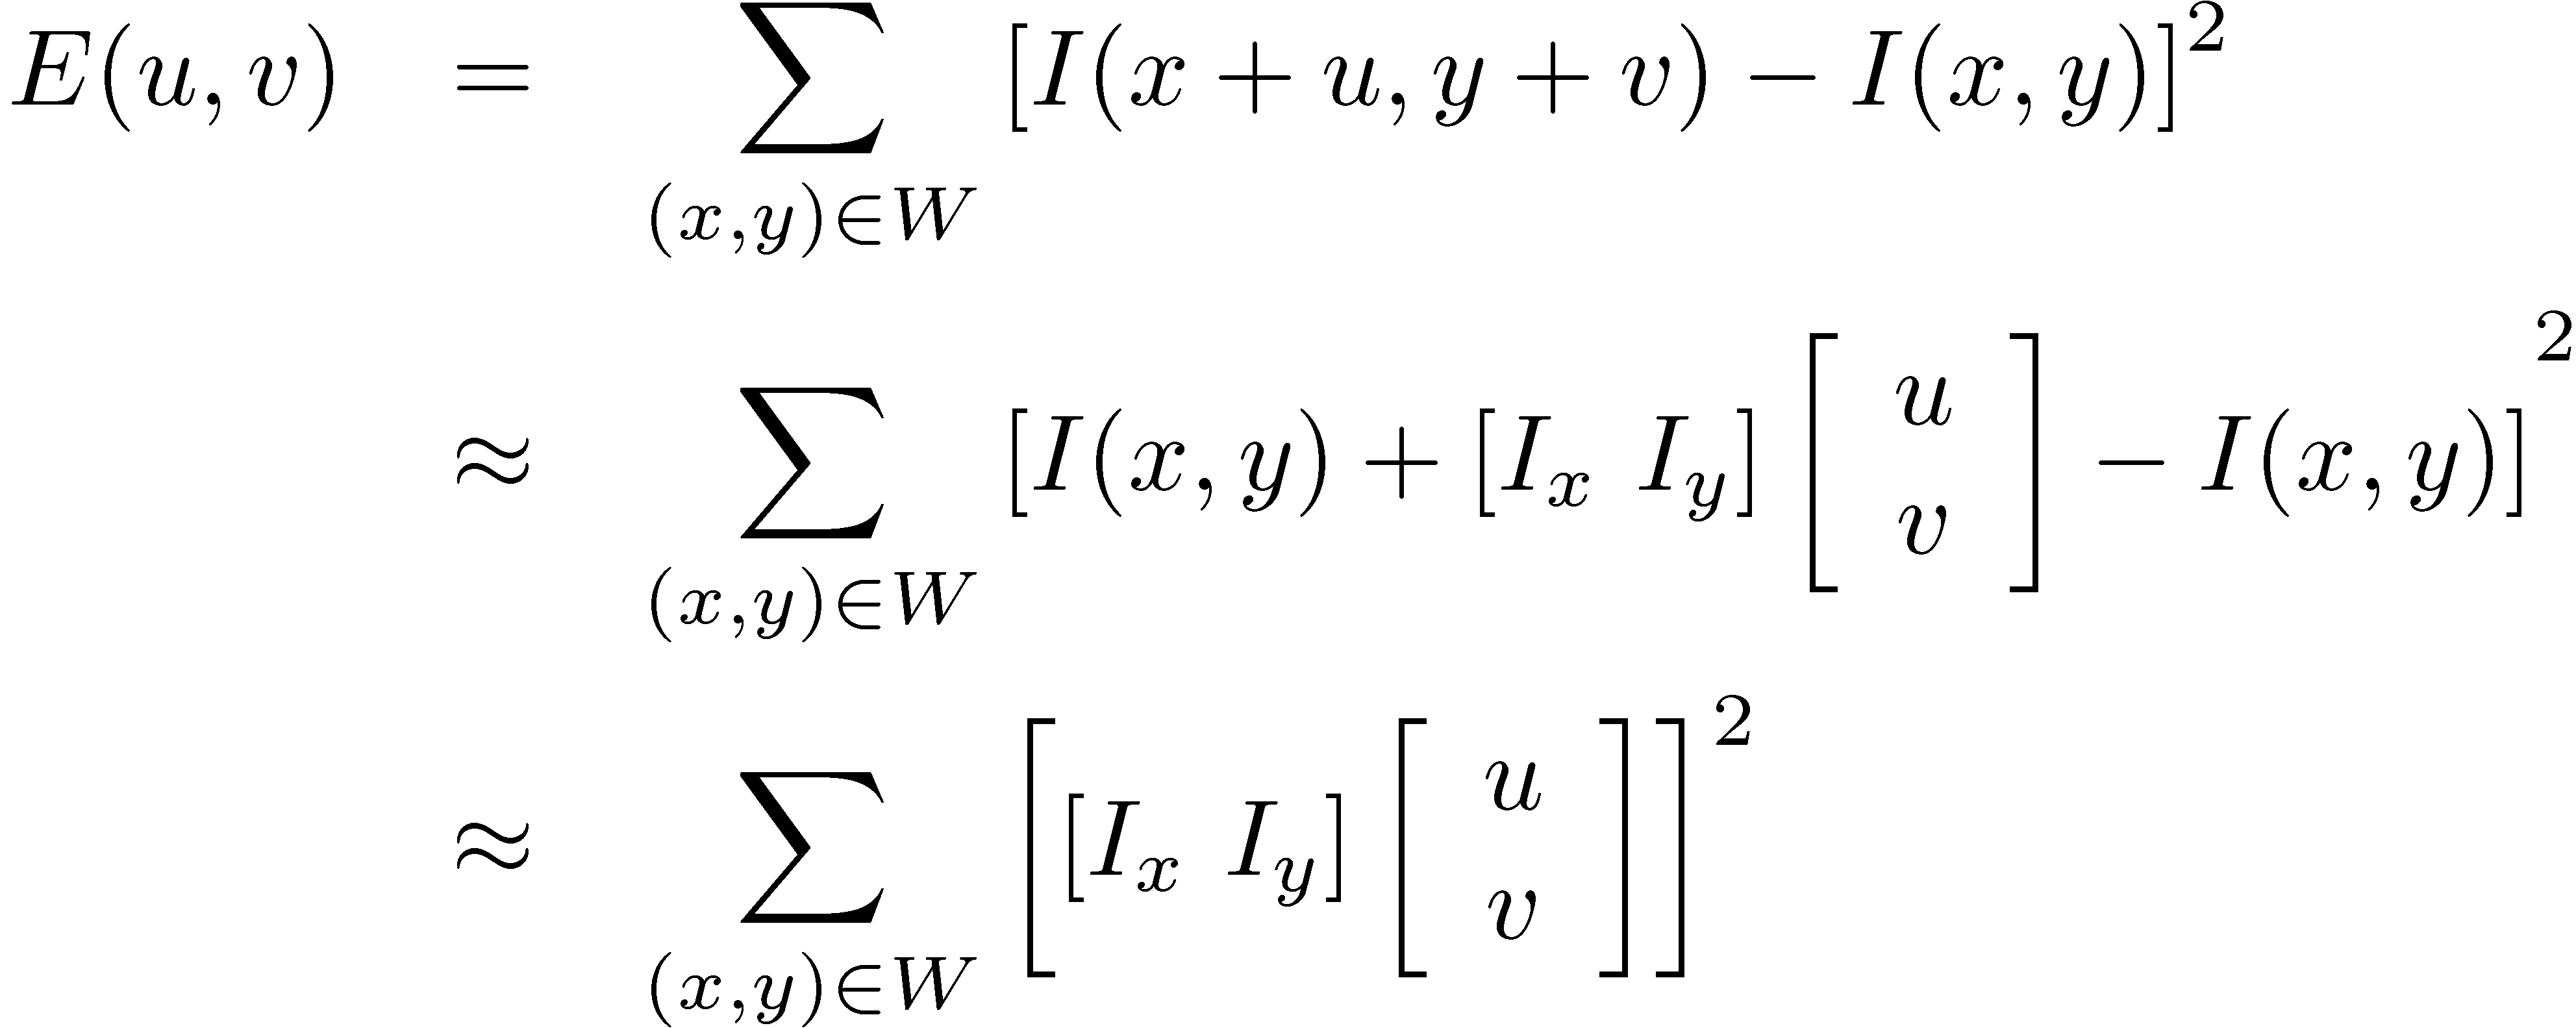 E(u, v) = ∑_{(x,y)∈W} [I(x + u, y + v) − I(x, y)]^2
≈ ∑_{(x,y)∈W} [I(x, y) + [I_x I_y] [u v] − I(x, y)]^2
≈ ∑_{(x,y)∈W} [[I_x I_y] [u v]]^2